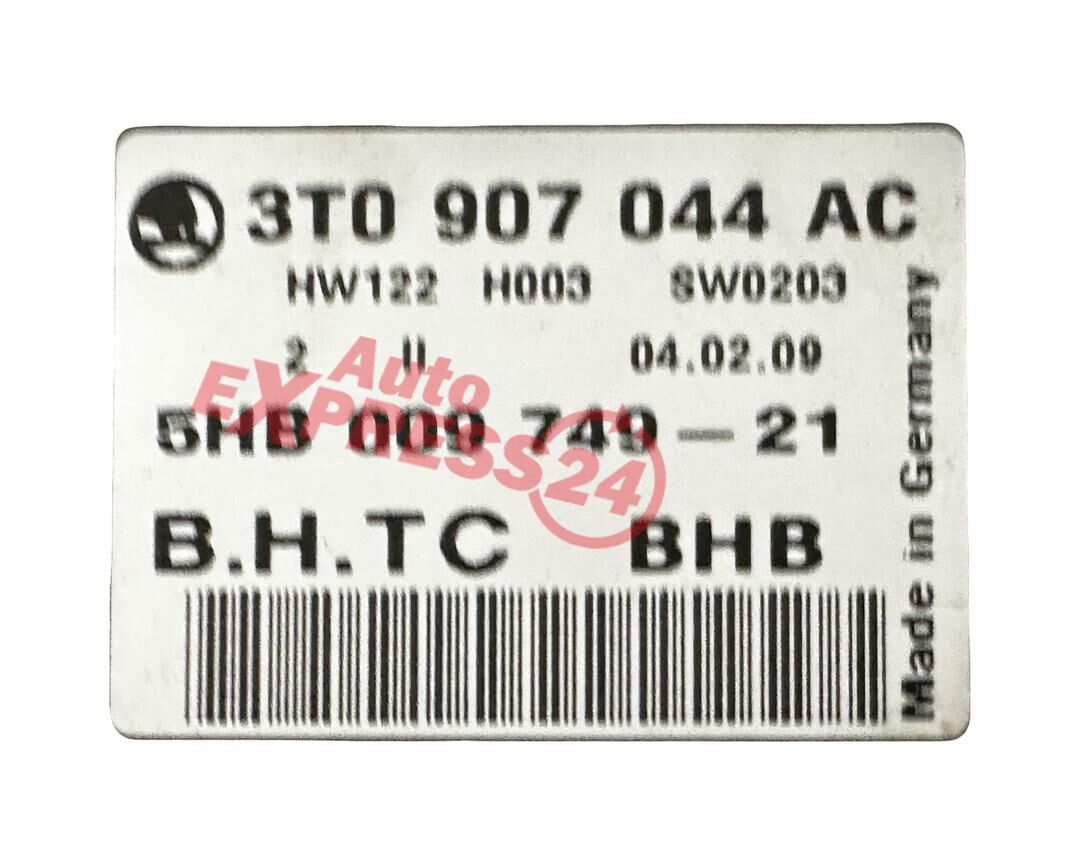 3T0 907 044 AC
HW122 H003 SW0203
2 II 04.02.09
5HB 009 749 – 21
B.H.TC BHB
Made in Germany
Auto
EXPRESS24